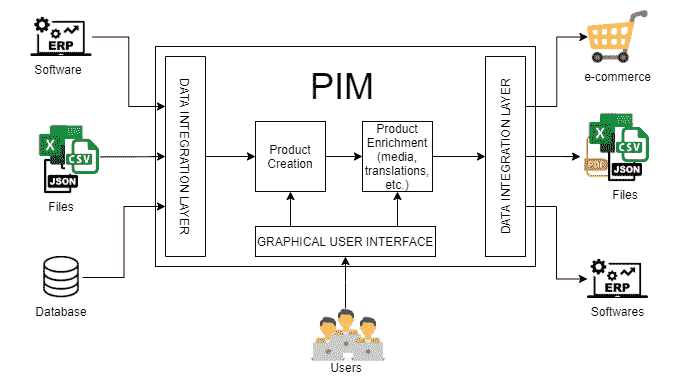 PIM
ERP
Software
X
CSV
JSON
Files
Database
DATA INTEGRATION LAYER
Product
Creation
Product
Enrichment
(media,
translations,
etc.)
GRAPHICAL USER INTERFACE
Users
DATA INTEGRATION LAYER
e-commerce
X
CSV
PDF
JSON
Files
ERP
Softwares